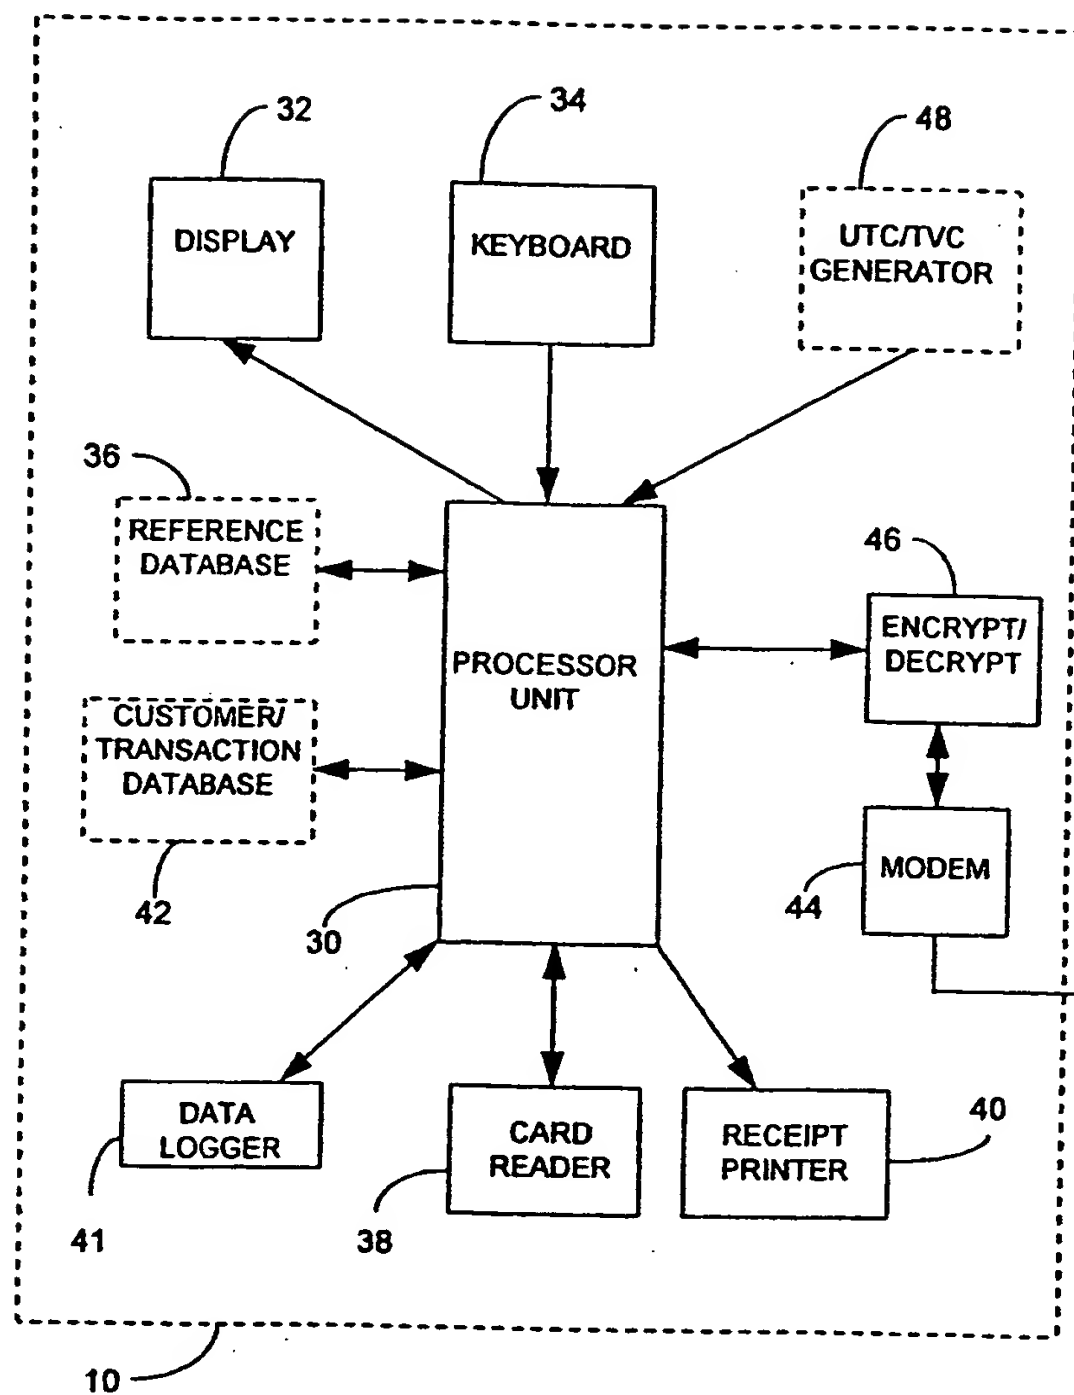 32
34
48
DISPLAY
KEYBOARD
UTC/TVC
GENERATOR
36
REFERENCE
DATABASE
46
ENCRYPT/
DECRYPT
PROCESSOR
UNIT
CUSTOMER/
TRANSACTION
DATABASE
MODEM
42
44
30
DATA
LOGGER
CARD
READER
RECEIPT
PRINTER
40
41
38
10